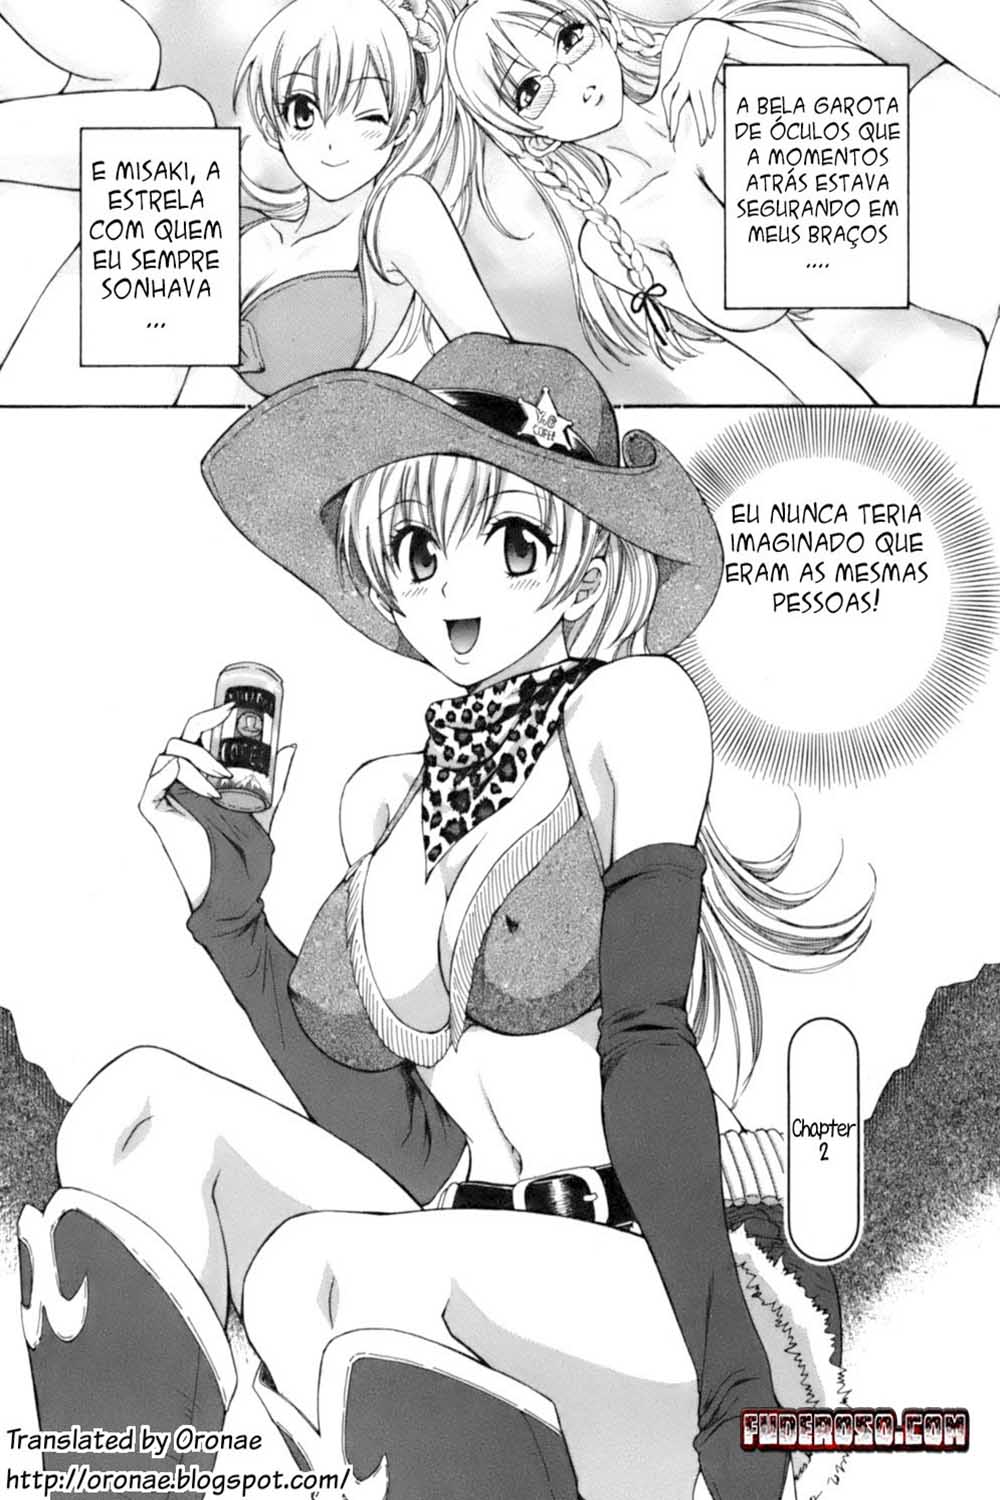 A BELA GAROTA
DE ÓCULOS QUE
A MOMENTOS
ATRÁS ESTAVA
SEGURANDO EM
MEUS BRAÇOS
....
E MISAKI, A
ESTRELA
COM QUEM
EU SEMPRE
SONHAVA
...
EU NUNCA TERIA
IMAGINADO QUE
ERAM AS MESMAS
PESSOAS!
Chapter
2
Translated by Oronae
http://oronae.blogspot.com/
FUDEROSO.COM